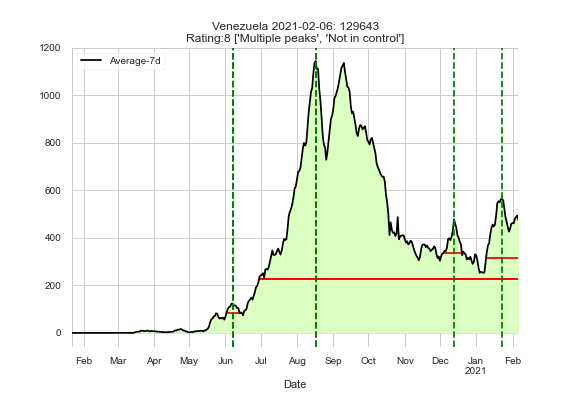 Venezuela 2021-02-06: 129643
Rating:8 ['Multiple peaks', 'Not in control']
1200
Average-7d
1000
800
600
400
200
0
Feb Mar Apr May Jun Jul Aug Sep Oct Nov Dec Jan Feb
2021
Date